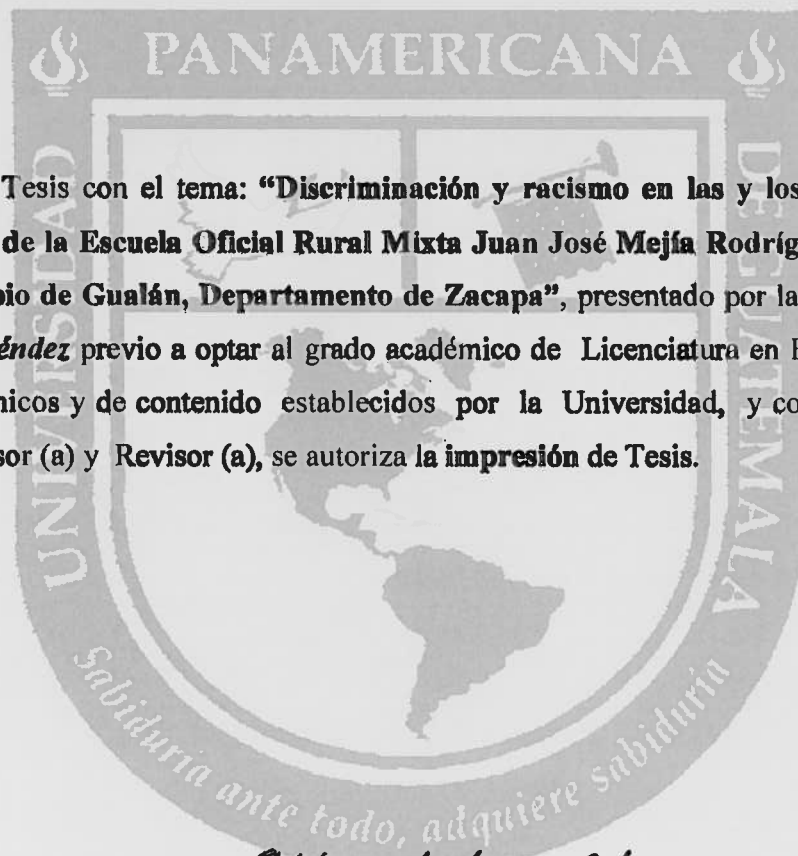 PANAMERICANA
UNIVERSIDAD
DE GUATEMALA
Tesis con el tema: “Discriminación y racismo en las y los
de la Escuela Oficial Rural Mixta Juan José Mejía Rodríg
pio de Gualán, Departamento de Zacapa”, presentado por la
éndez previo a optar al grado académico de Licenciatura en
nicos y de contenido establecidos por la Universidad, y co
sor (a) y Revisor (a), se autoriza la impresión de Tesis.
Sabiduría ante todo, adquiere sabiduría